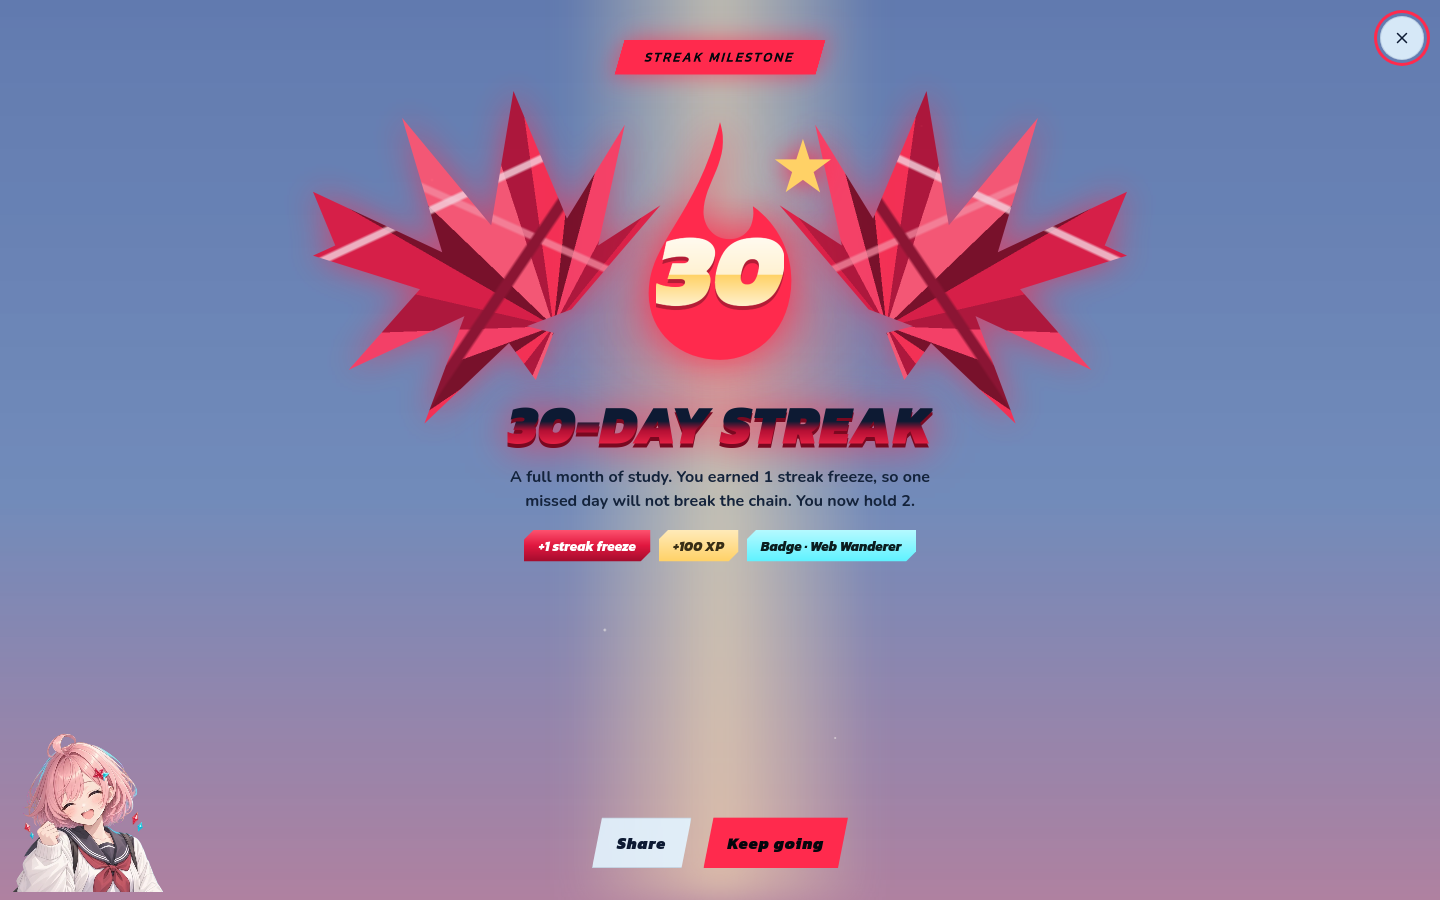 STREAK MILESTONE
30
30-DAY STREAK
A full month of study. You earned 1 streak freeze, so one
missed day will not break the chain. You now hold 2.
+1 streak freeze
+100 XP
Badge · Web Wanderer
Share
Keep going